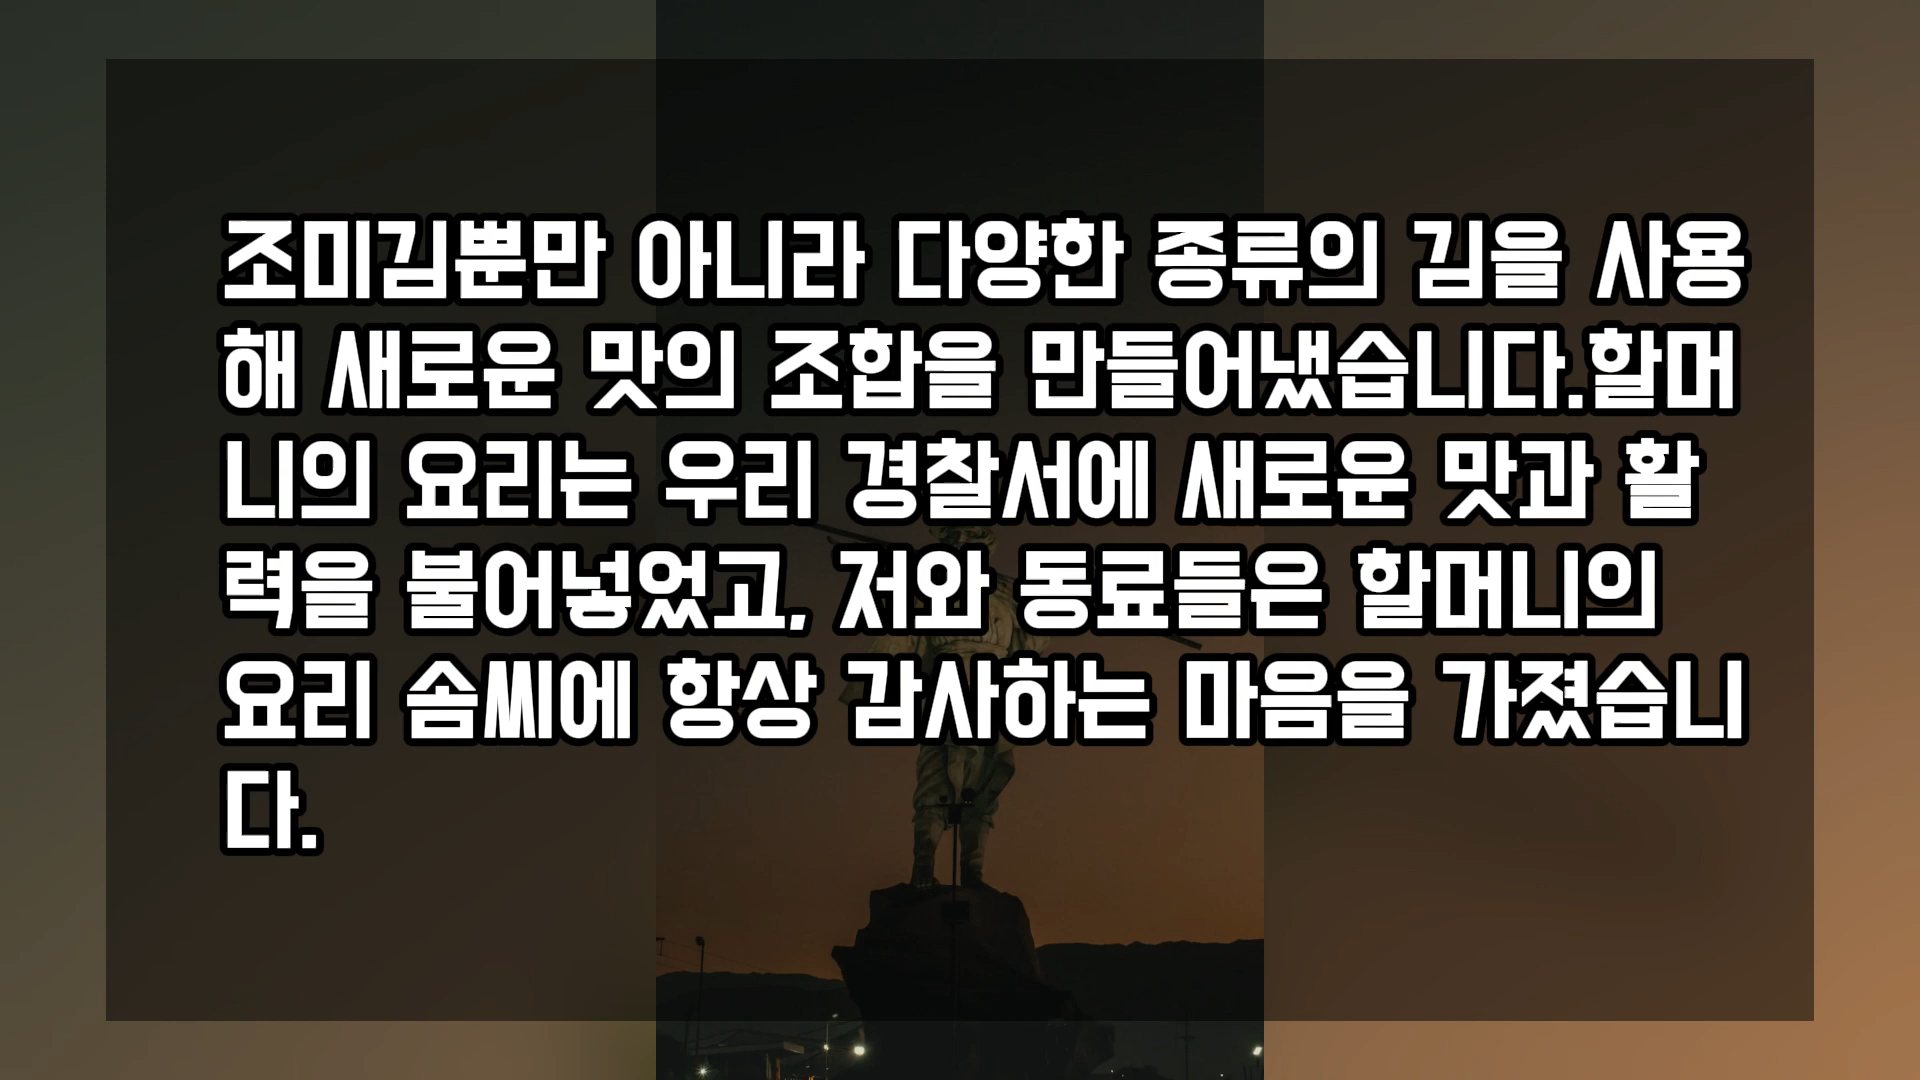 조미김뿐만 아니라 다양한 종류의 김을 사용
해 새로운 맛의 조합을 만들어냈습니다.할머
니의 요리는 우리 경찰서에 새로운 맛과 활
력을 불어넣었고, 저와 동료들은 할머니의
요리 솜씨에 항상 감사하는 마음을 가졌습니
다.